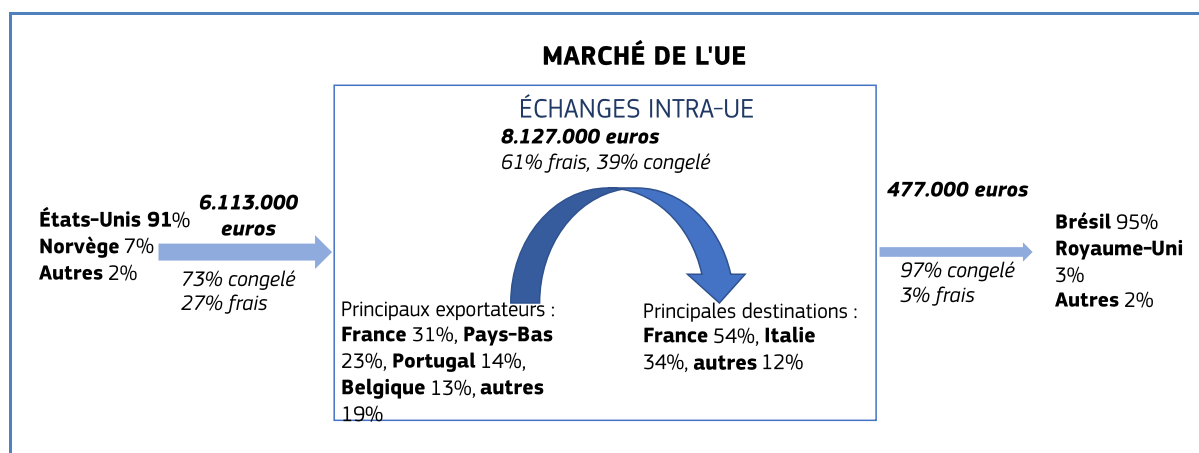 MARCHÉ DE L'UE
ÉCHANGES INTRA-UE
8.127.000 euros
61% frais, 39% congelé
États-Unis 91%
Norvège 7%
Autres 2%
6.113.000
euros
73% congelé
27% frais
Principaux exportateurs :
France 31%, Pays-Bas
23%, Portugal 14%,
Belgique 13%, autres
19%
Principales destinations :
France 54%, Italie
34%, autres 12%
477.000 euros
97% congelé
3% frais
Brésil 95%
Royaume-Uni
3%
Autres 2%